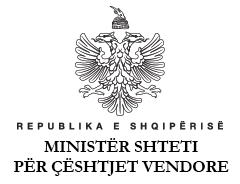 REPUBLIKA E SHQIPËRISË
MINISTËR SHTETI
PËR ÇËSHTJET VENDORE